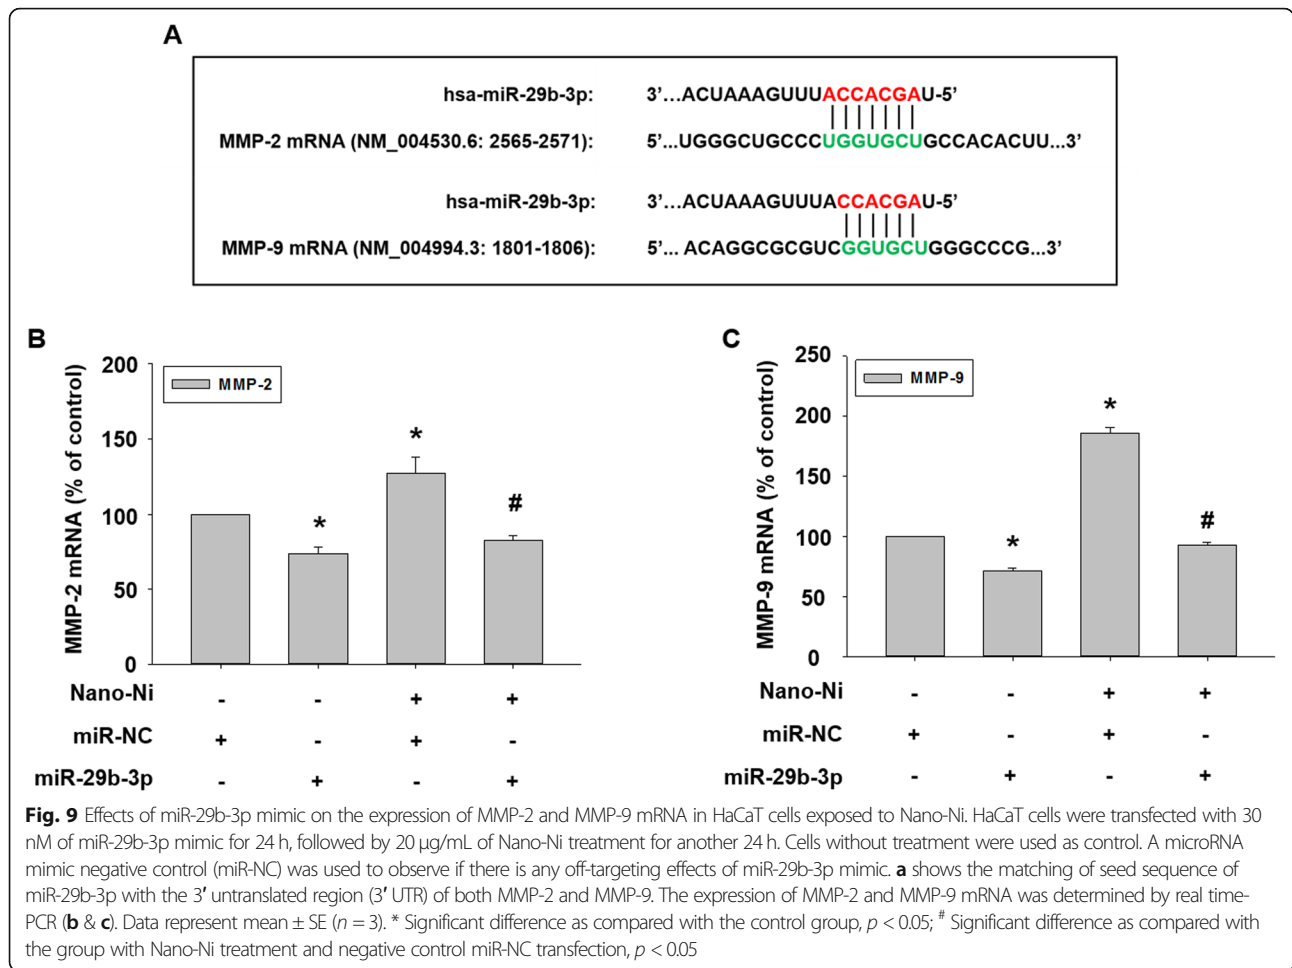 A
hsa-miR-29b-3p: 3’...ACUAAAGUUUACCACGAU-5’
MMP-2 mRNA (NM_004530.6: 2565-2571): 5’...UGGGCUGCCCUGGUGCUGCCACACUU...3’
hsa-miR-29b-3p: 3’...ACUAAAGUUUACCACGAU-5’
MMP-9 mRNA (NM_004994.3: 1801-1806): 5’... ACAGGCGCGUCGGUGCUGGGCCCG...3’
B
MMP-2 mRNA (% of control)
200
150
100
50
0
MMP-2
*
*
#
Nano-Ni - - + +
miR-NC + - + -
miR-29b-3p - + - +
C
MMP-9 mRNA (% of control)
250
200
150
100
50
0
MMP-9
*
*
#
Nano-Ni - - + +
miR-NC + - + -
miR-29b-3p - + - +
Fig. 9 Effects of miR-29b-3p mimic on the expression of MMP-2 and MMP-9 mRNA in HaCaT cells exposed to Nano-Ni. HaCaT cells were transfected with 30
nM of miR-29b-3p mimic for 24 h, followed by 20 μg/mL of Nano-Ni treatment for another 24 h. Cells without treatment were used as control. A microRNA
mimic negative control (miR-NC) was used to observe if there is any off-targeting effects of miR-29b-3p mimic. a shows the matching of seed sequence of
miR-29b-3p with the 3′ untranslated region (3′ UTR) of both MMP-2 and MMP-9. The expression of MMP-2 and MMP-9 mRNA was determined by real time-
PCR (b & c). Data represent mean ± SE (n = 3). * Significant difference as compared with the control group, p < 0.05; # Significant difference as compared with
the group with Nano-Ni treatment and negative control miR-NC transfection, p < 0.05